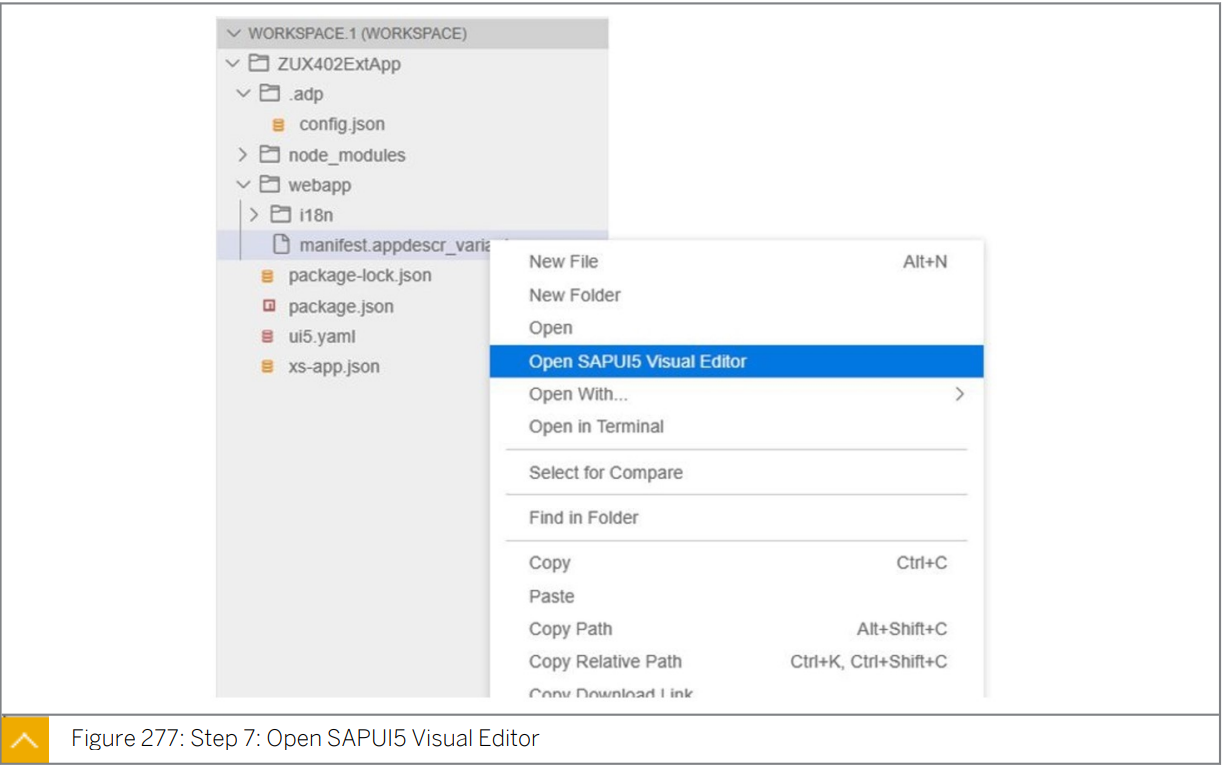 WORKSPACE.1 (WORKSPACE)
ZUX402ExtApp
.adp
config.json
node_modules
webapp
i18n
manifest.appdescr_varia
package-lock.json
package.json
ui5.yaml
xs-app.json
New File Alt+N
New Folder
Open
Open SAPUI5 Visual Editor
Open With...
Open in Terminal
Select for Compare
Find in Folder
Copy Ctrl+C
Paste
Copy Path Alt+Shift+C
Copy Relative Path Ctrl+K, Ctrl+Shift+C
Copy Download Link
Figure 277: Step 7: Open SAPUI5 Visual Editor